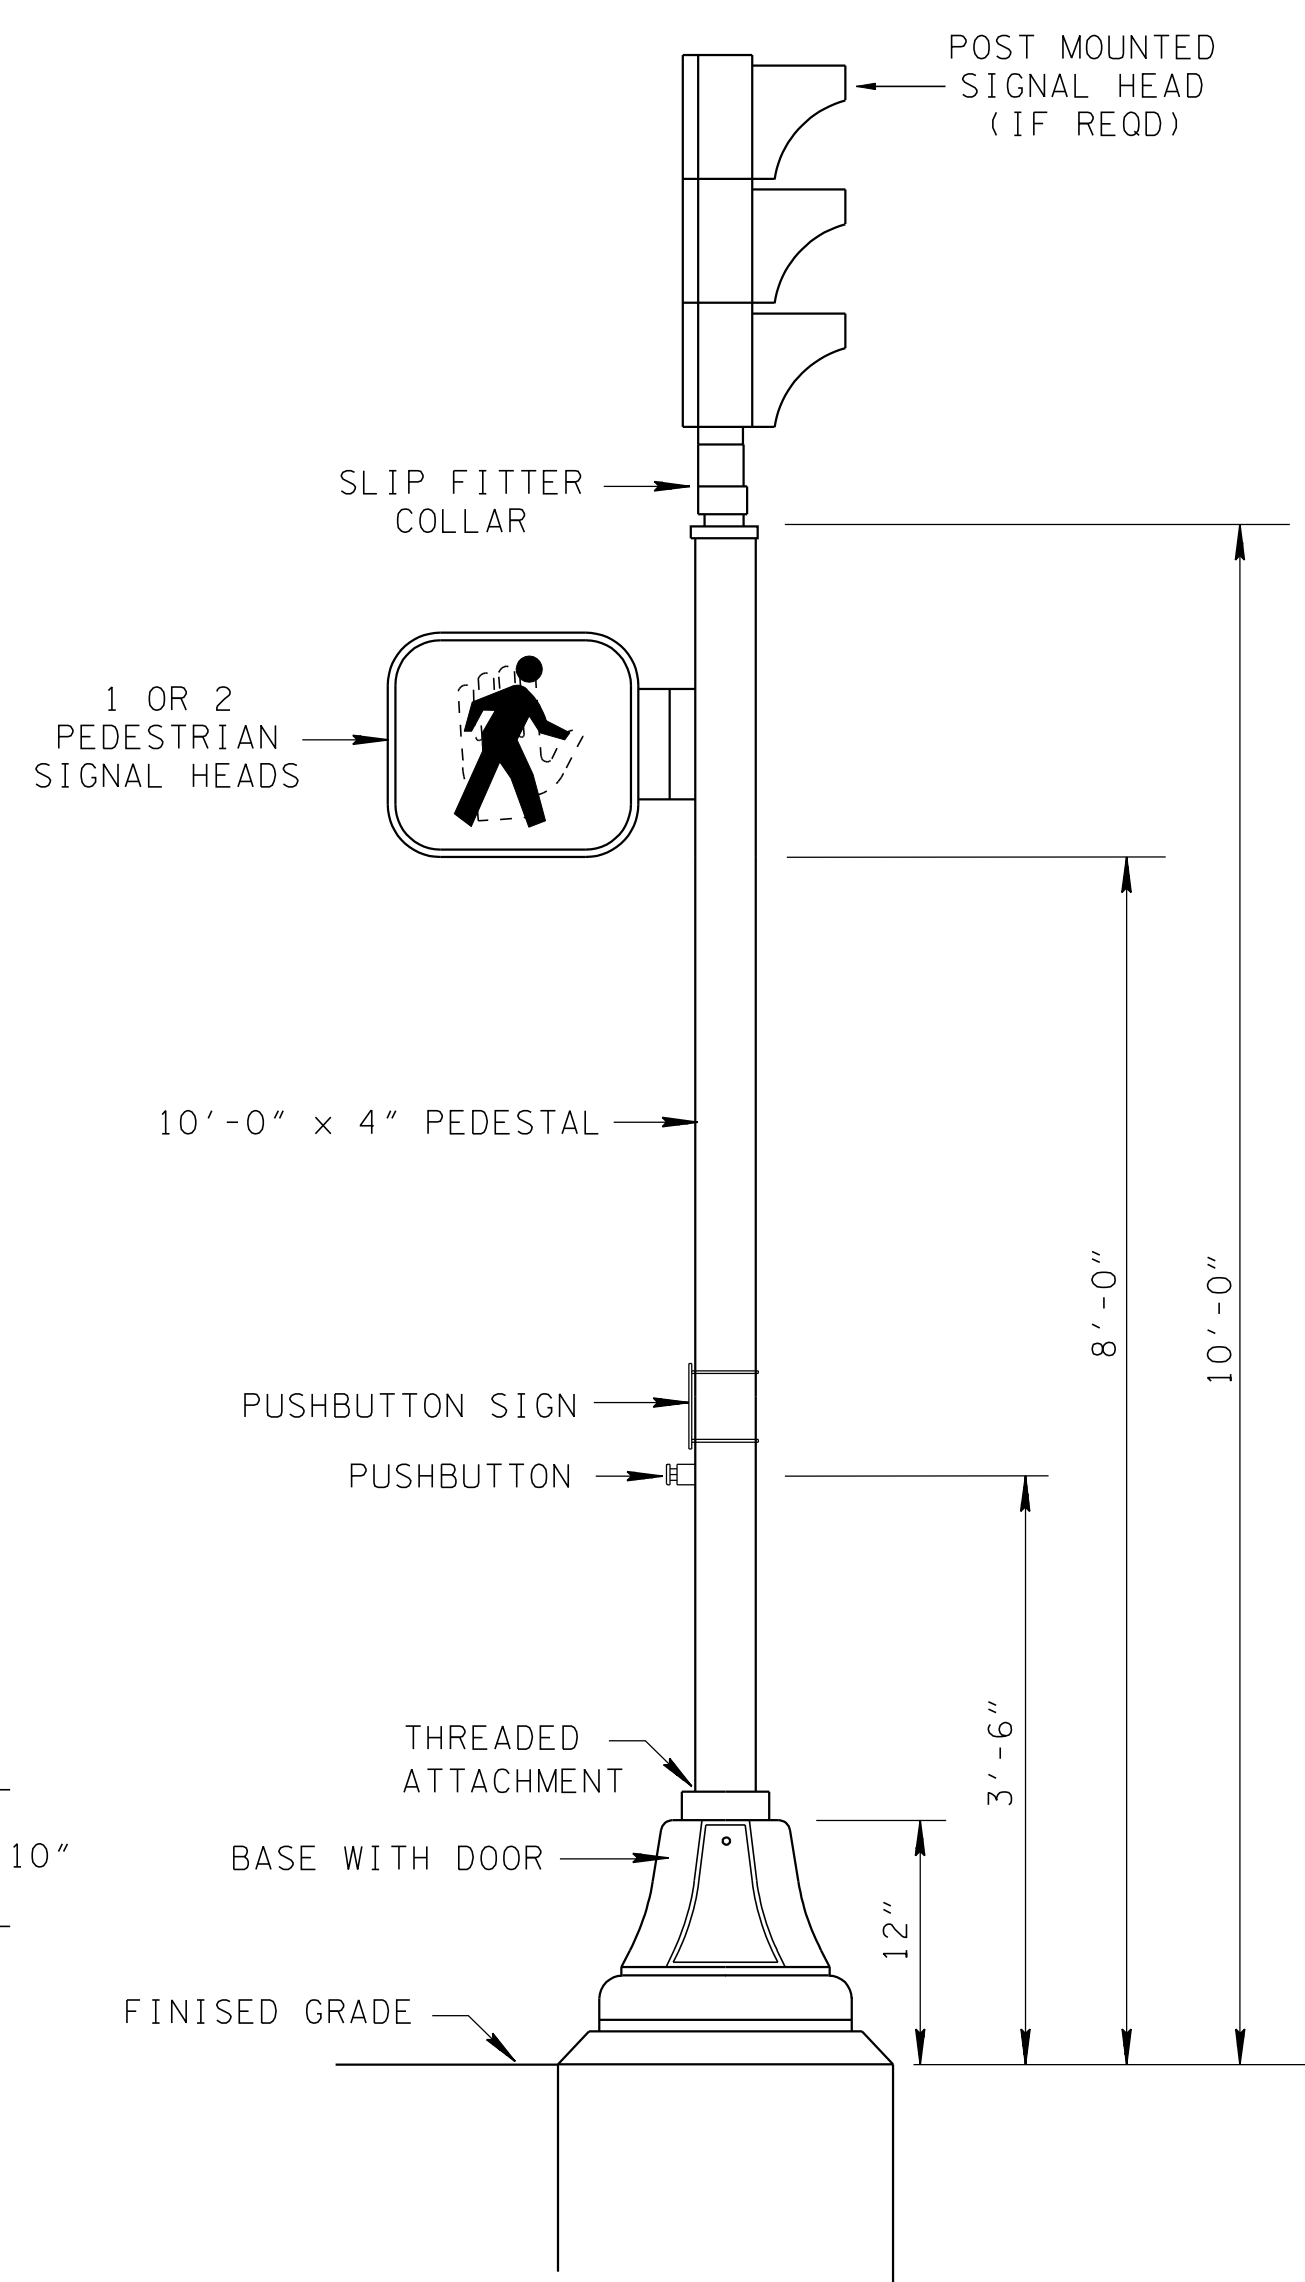 POST MOUNTED
SIGNAL HEAD
(IF REQD)
SLIP FITTER
COLLAR
1 OR 2
PEDESTRIAN
SIGNAL HEADS
10'-0" x 4" PEDESTAL
8'-0"
10'-0"
PUSHBUTTON SIGN
PUSHBUTTON
3'-6"
THREADED
ATTACHMENT
10"
BASE WITH DOOR
12"
FINISED GRADE